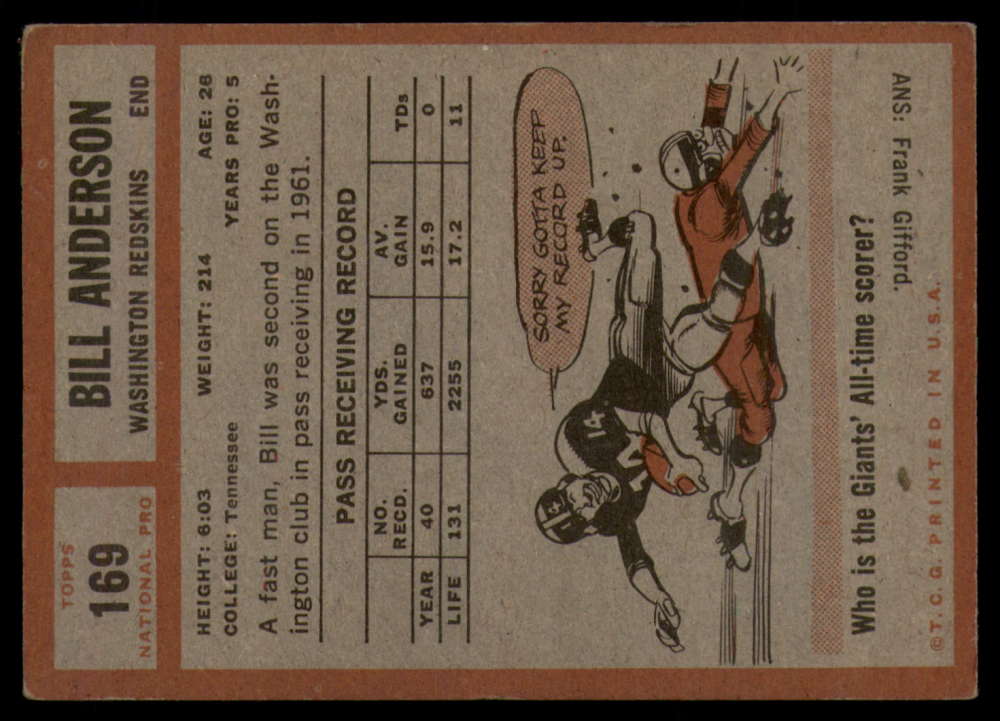 TOPPS
169
NATIONAL PRO
BILL ANDERSON
WASHINGTON REDSKINS END
HEIGHT: 6:03 WEIGHT: 214 AGE: 28
COLLEGE: Tennessee YEARS PRO: 5
A fast man, Bill was second on the Wash-
ington club in pass receiving in 1961.
PASS RECEIVING RECORD
NO. YDS. AV.
RECD. GAINED GAIN TDs
YEAR 40 637 15.9 0
LIFE 131 2255 17.2 11
SORRY GOTTA KEEP
MY RECORD UP.
14
Who is the Giants' All-time scorer?
ANS: Frank Gifford.
©T.C.G. PRINTED IN U.S.A.